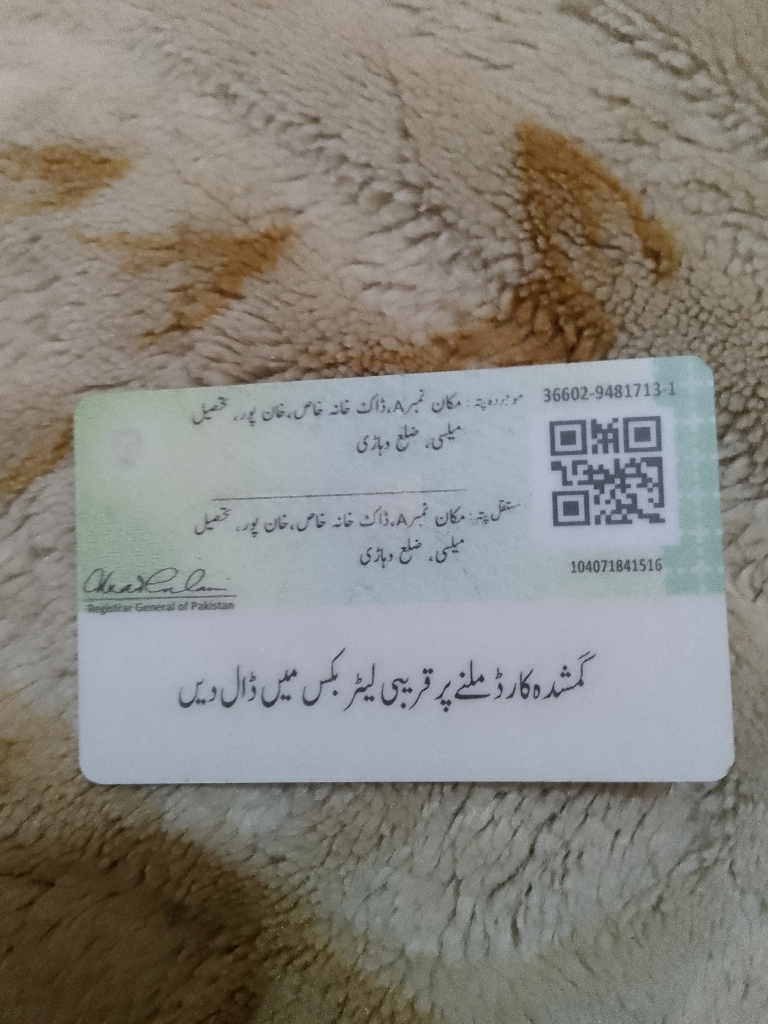 36602-9481713-1
موجودہ پتہ: مکان نمبر A، ڈاک خانہ خاص، خان پور، تحصیل
میلسی، ضلع وہاڑی
مستقل پتہ: مکان نمبر A، ڈاک خانہ خاص، خان پور، تحصیل
میلسی، ضلع وہاڑی
104071841516
Registrar General of Pakistan
گمشدہ کارڈ ملنے پر قریبی لیٹر بکس میں ڈال دیں